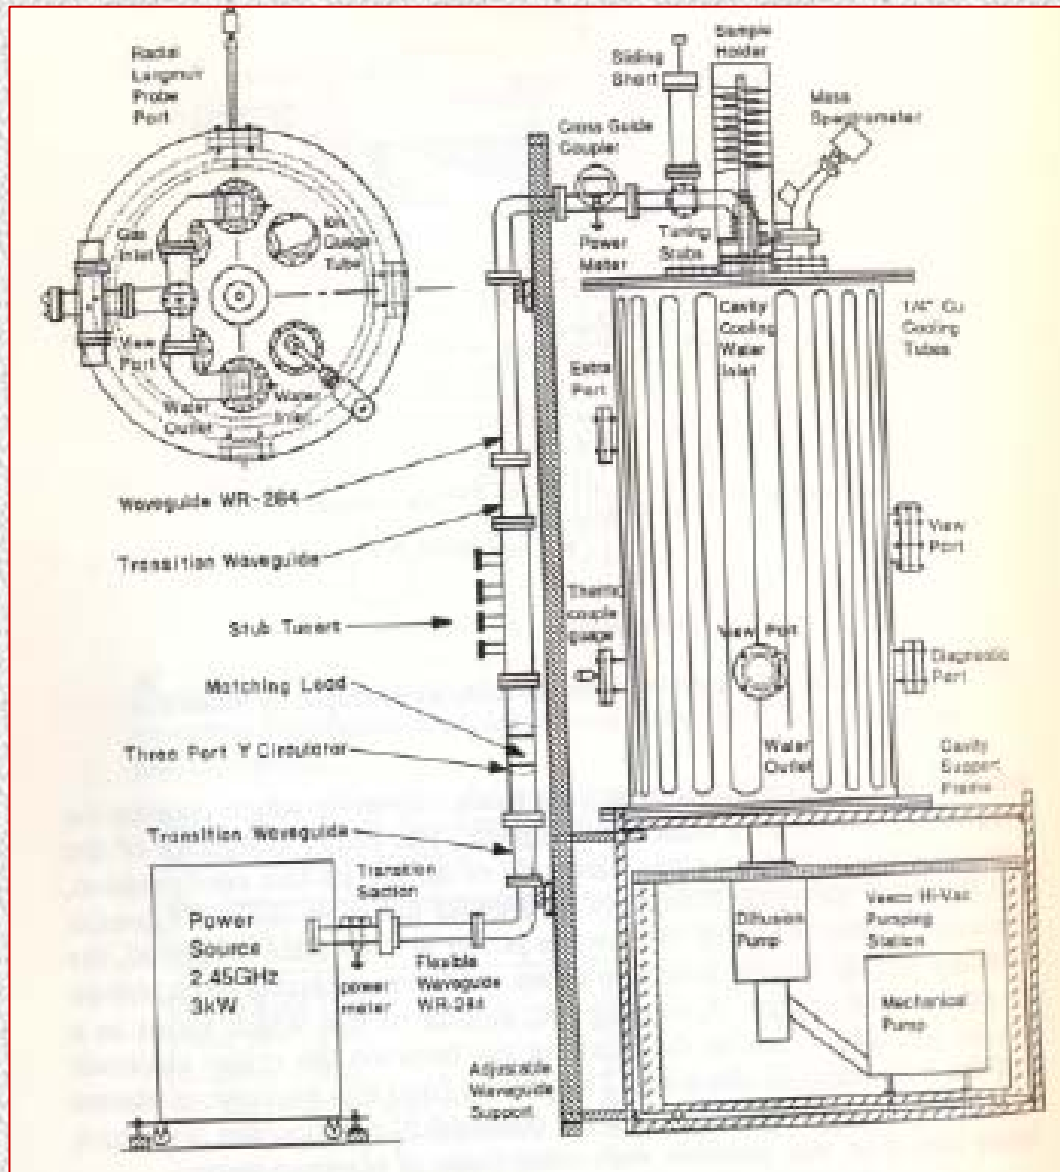 Radial
Langmuir
Probe
Port
Gas
Inlet
Ion
Guage
Tube
View
Port
Water
Outlet
Water
Inlet
Sliding
Short
Sample
Holder
Mass
Spectrometer
Cross Guide
Coupler
Power
Meter
Tuning
Stubs
Cavity
Cooling
Water
Inlet
1/4" Cu
Cooling
Tubes
Extra
Port
Waveguide WR-284
Transition Waveguide
Stub Tuners
Matching Load
Three Port Y Circulator
Transition Waveguide
Thermo
couple
guage
View Port
View
Port
Diagnostic
Port
Water
Outlet
Cavity
Support
Frame
Power
Source
2.45GHz
3kW
Transition
Section
power
meter
Flexible
Waveguide
WR-284
Adjustable
Waveguide
Support
Diffusion
Pump
Veeco Hi-Vac
Pumping
Station
Mechanical
Pump